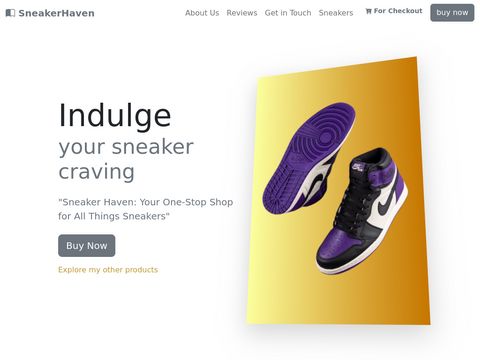 SneakerHaven
About Us
Reviews
Get in Touch
Sneakers
For Checkout
buy now
Indulge
your sneaker
craving
"Sneaker Haven: Your One-Stop Shop
for All Things Sneakers"
Buy Now
Explore my other products